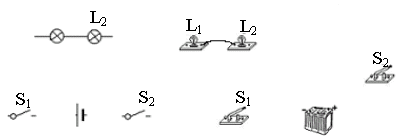 L₂
L₁ L₂
S₂
S₁ S₂ S₁
- +